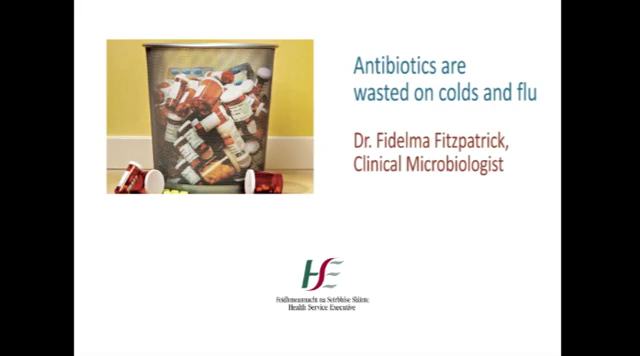 Antibiotics are
wasted on colds and flu
Dr. Fidelma Fitzpatrick,
Clinical Microbiologist
HSE
Feidhmeannacht na Seirbhíse Sláinte
Health Service Executive